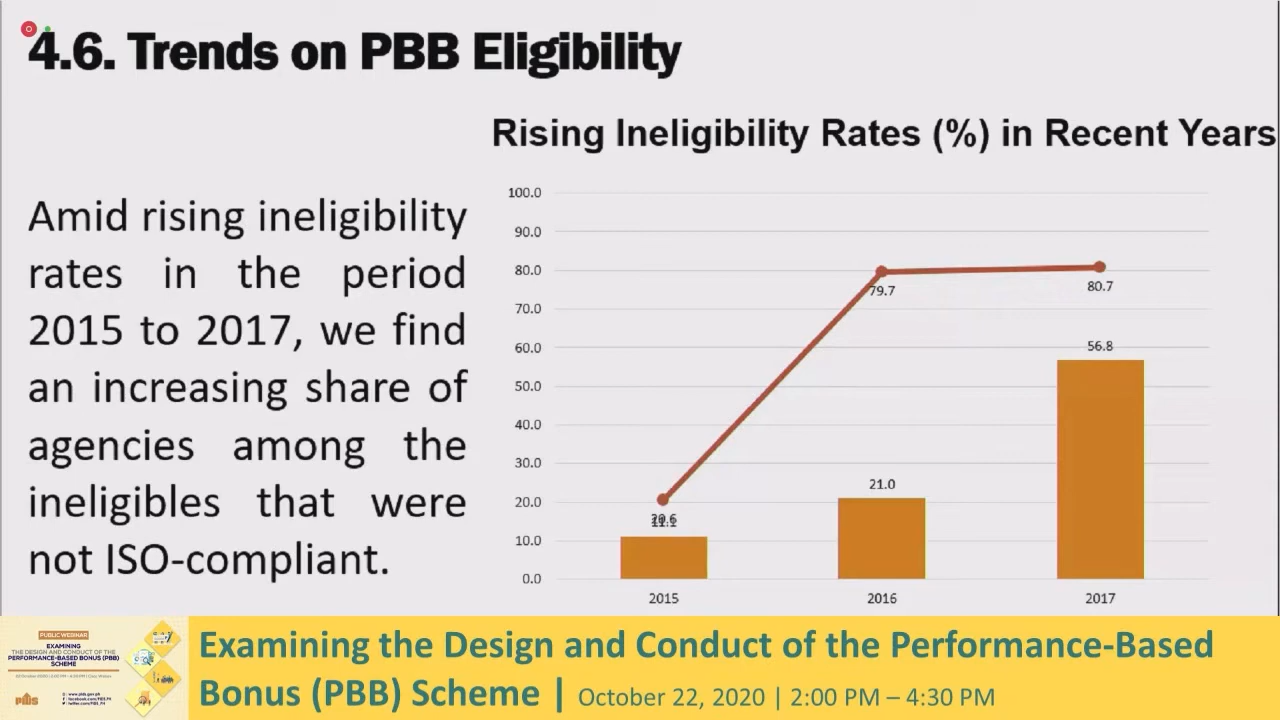 4.6. Trends on PBB Eligibility
Rising Ineligibility Rates (%) in Recent Years
Amid rising ineligibility
rates in the period
2015 to 2017, we find
an increasing share of
agencies among the
ineligibles that were
not ISO-compliant.
100.0
90.0
80.0
70.0
60.0
50.0
40.0
30.0
20.0
10.0
0.0
79.7
80.7
56.8
21.0
20.6
11.1
2015
2016
2017
PUBLIC WEBINAR
EXAMINING
THE DESIGN AND CONDUCT OF THE
PERFORMANCE-BASED BONUS (PBB)
SCHEME
Examining the Design and Conduct of the Performance-Based
Bonus (PBB) Scheme | October 22, 2020 | 2:00 PM – 4:30 PM